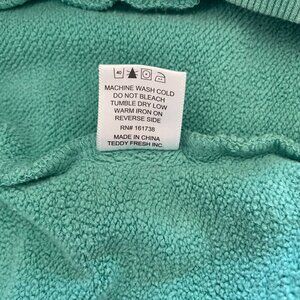 40
MACHINE WASH COLD
DO NOT BLEACH
TUMBLE DRY LOW
WARM IRON ON
REVERSE SIDE
RN# 161738
MADE IN CHINA
TEDDY FRESH INC.